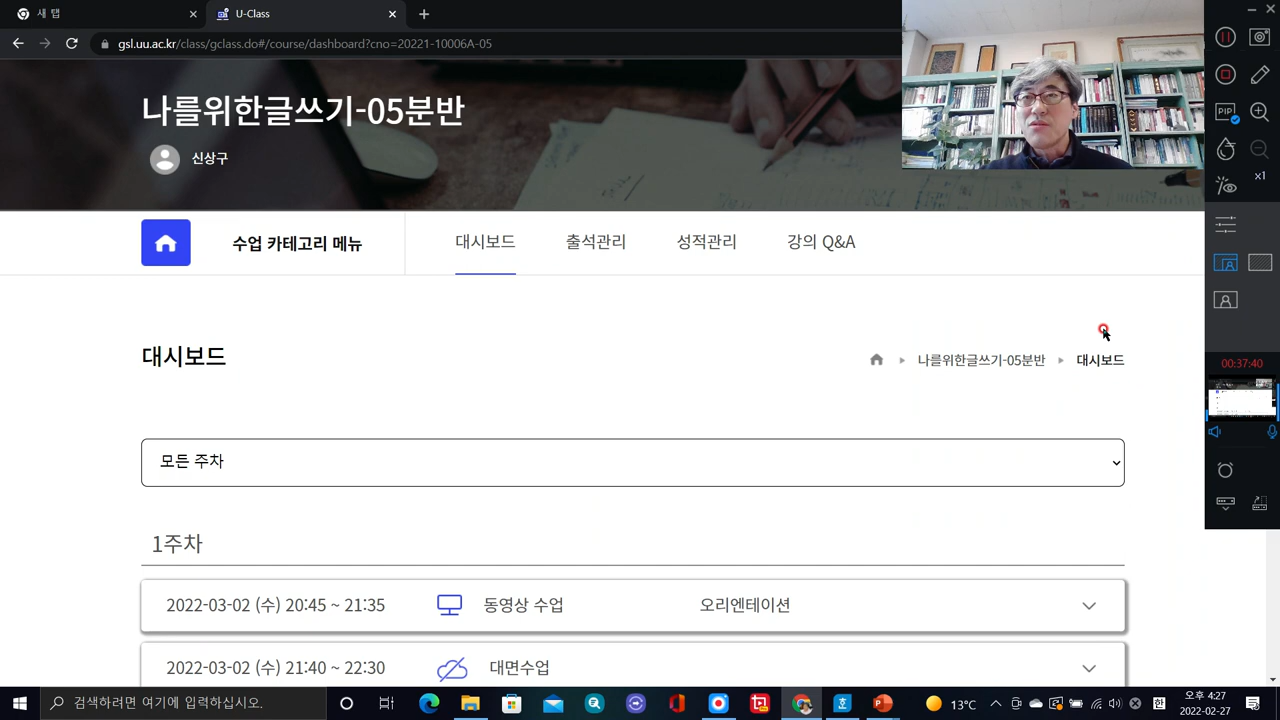 새 탭
U-Class
gsl.uu.ac.kr/class/gclass.do#/course/dashboard?cno=20221-10006A-05
나를위한글쓰기-05분반
신상구
수업 카테고리 메뉴
대시보드
출석관리
성적관리
강의 Q&A
대시보드
나를위한글쓰기-05분반
대시보드
모든 주차
1주차
2022-03-02 (수) 20:45 ~ 21:35
동영상 수업
오리엔테이션
2022-03-02 (수) 21:40 ~ 22:30
대면수업
PIP
x1
00:37:40
검색하려면 여기에 입력하십시오.
13°C
한
오후 4:27
2022-02-27